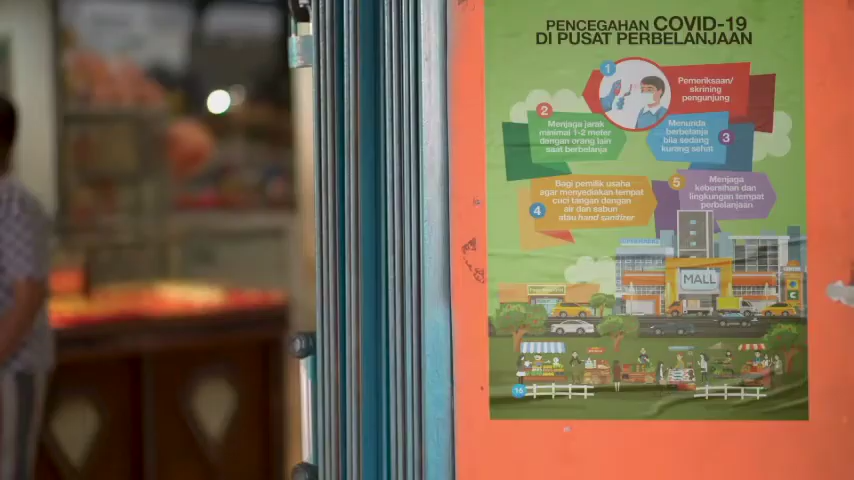 PENCEGAHAN COVID-19
DI PUSAT PERBELANJAAN
1
Pemeriksaan/
skrining
pengunjung
2
Menjaga jarak
minimal 1-2 meter
dengan orang lain
saat berbelanja
Menunda
berbelanja
bila sedang
kurang sehat
3
Bagi pemilik usaha
agar menyediakan tempat
cuci tangan dengan
air dan sabun
atau hand sanitizer
4
5
Menjaga
kebersihan dan
lingkungan tempat
perbelanjaan
MALL
C
16